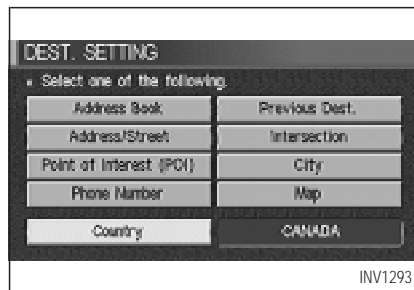 DEST. SETTING
Select one of the following.
Address Book Previous Dest.
Address/Street Intersection
Point of Interest (POI) City
Phone Number Map
Country CANADA
INV1293